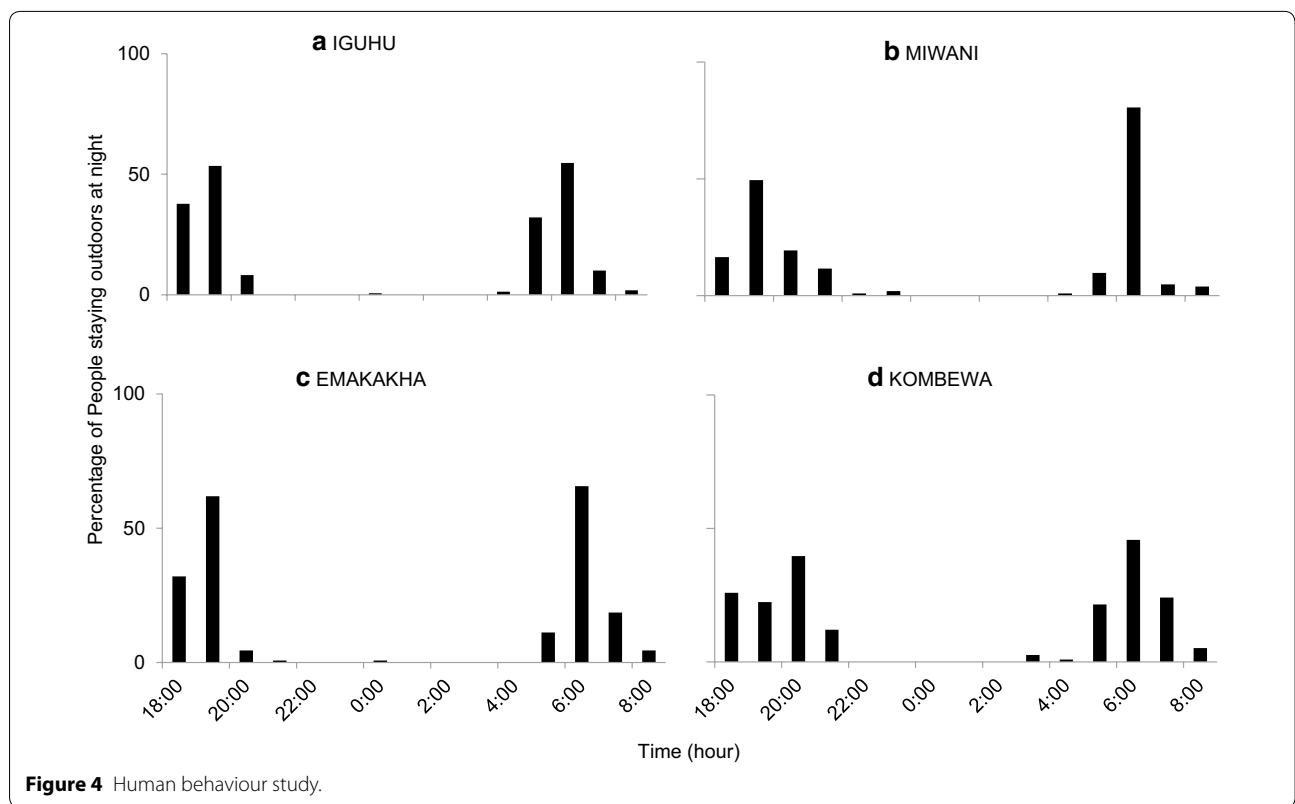 a IGUHU
b MIWANI
100
50
0
c EMAKAKHA
d KOMBEWA
100
50
0
Percentage of People staying outdoors at night
18:00 20:00 22:00 0:00 2:00 4:00 6:00 8:00
18:00 20:00 22:00 0:00 2:00 4:00 6:00 8:00
Time (hour)
Figure 4 Human behaviour study.